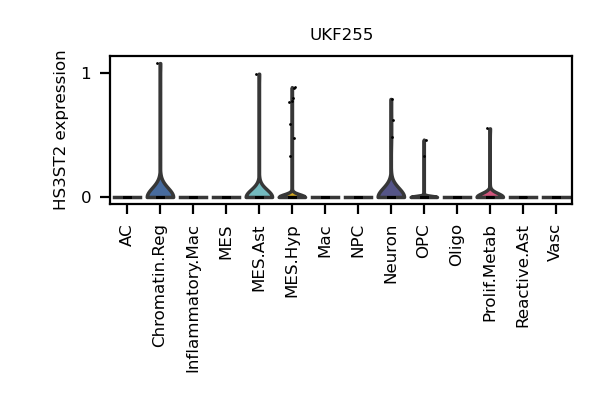 UKF255
HS3ST2 expression
1
0
AC
Chromatin.Reg
Inflammatory.Mac
MES
MES.Ast
MES.Hyp
Mac
NPC
Neuron
OPC
Oligo
Prolif.Metab
Reactive.Ast
Vasc